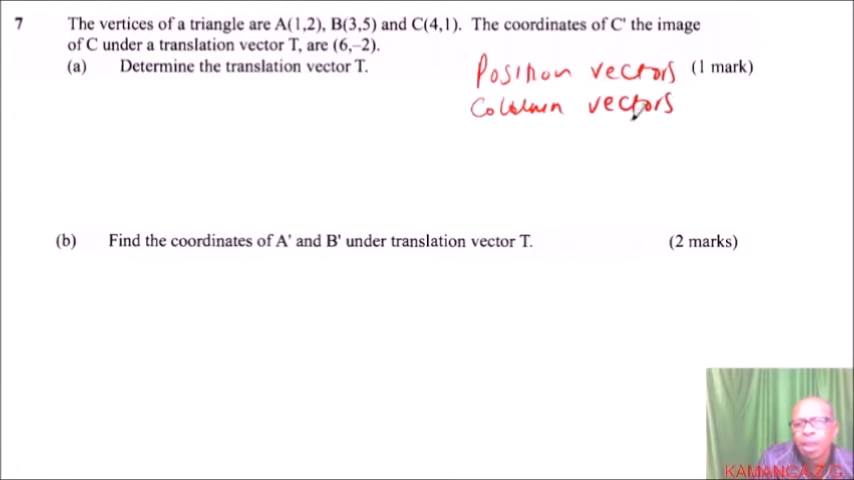 7 The vertices of a triangle are A(1,2), B(3,5) and C(4,1). The coordinates of C' the image
of C under a translation vector T, are (6,–2).
(a) Determine the translation vector T. (1 mark)
Position vectors
Column vectors
(b) Find the coordinates of A' and B' under translation vector T. (2 marks)
KAMANGA Z G